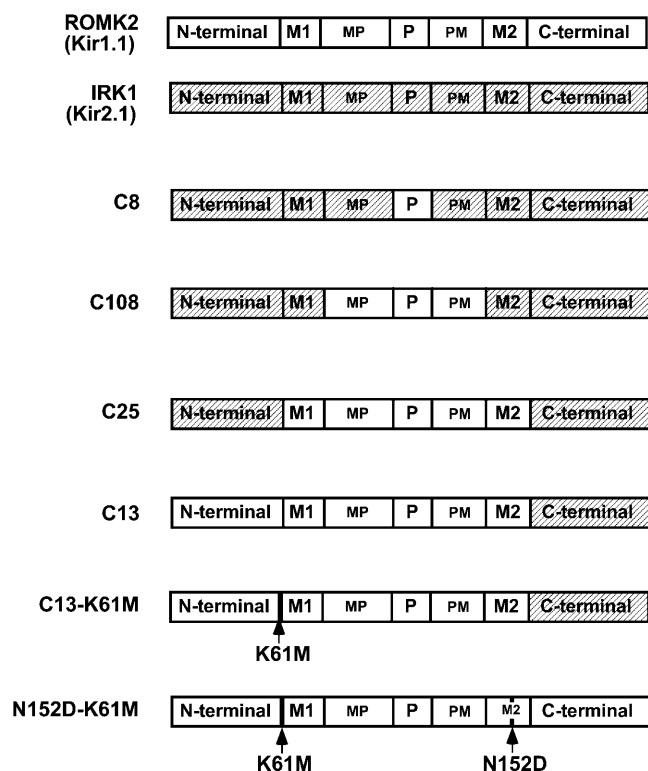 ROMK2 N-terminal M1 MP P PM M2 C-terminal
(Kir1.1)
IRK1 N-terminal M1 MP P PM M2 C-terminal
(Kir2.1)
C8 N-terminal M1 MP P PM M2 C-terminal
C108 N-terminal M1 MP P PM M2 C-terminal
C25 N-terminal M1 MP P PM M2 C-terminal
C13 N-terminal M1 MP P PM M2 C-terminal
C13-K61M N-terminal M1 MP P PM M2 C-terminal
K61M
N152D-K61M N-terminal M1 MP P PM M2 C-terminal
K61M N152D